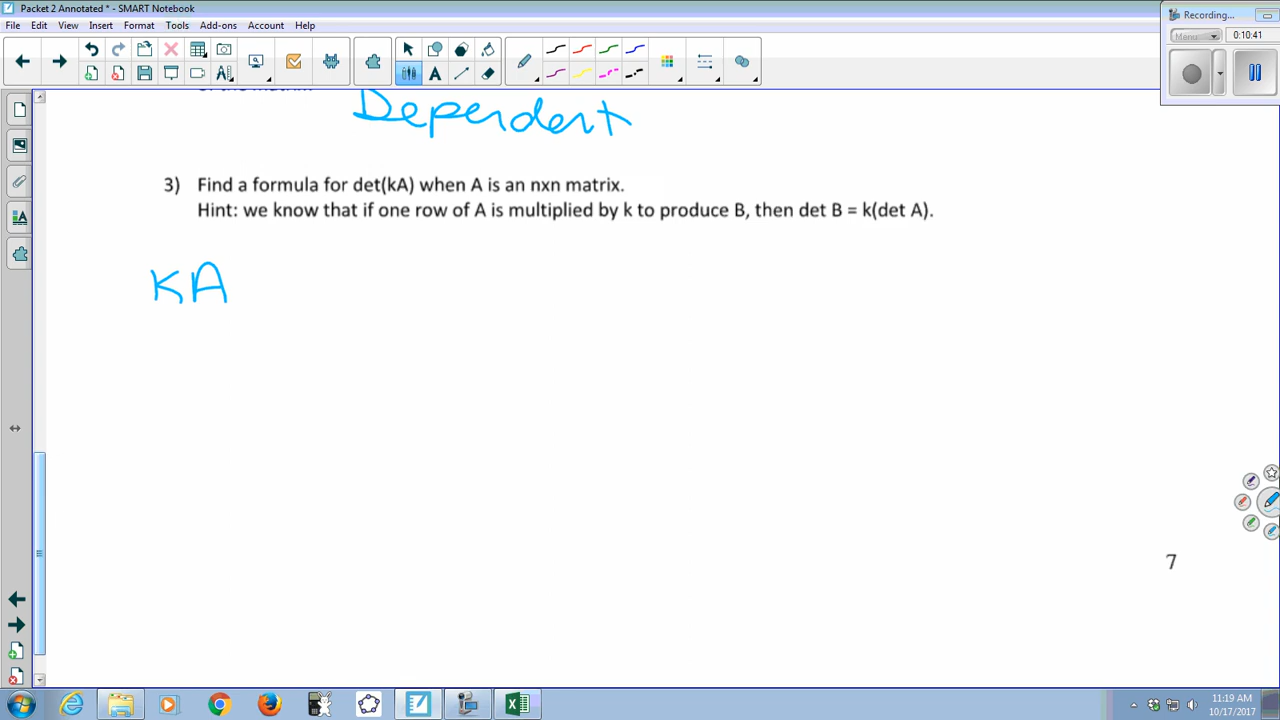 Packet 2 Annotated * - SMART Notebook
Recording...
File Edit View Insert Format Tools Add-ons Account Help
Menu
0:10:41
Dependent
3) Find a formula for det(kA) when A is an nxn matrix.
Hint: we know that if one row of A is multiplied by k to produce B, then det B = k(det A).
KA
7
11:19 AM
10/17/2017